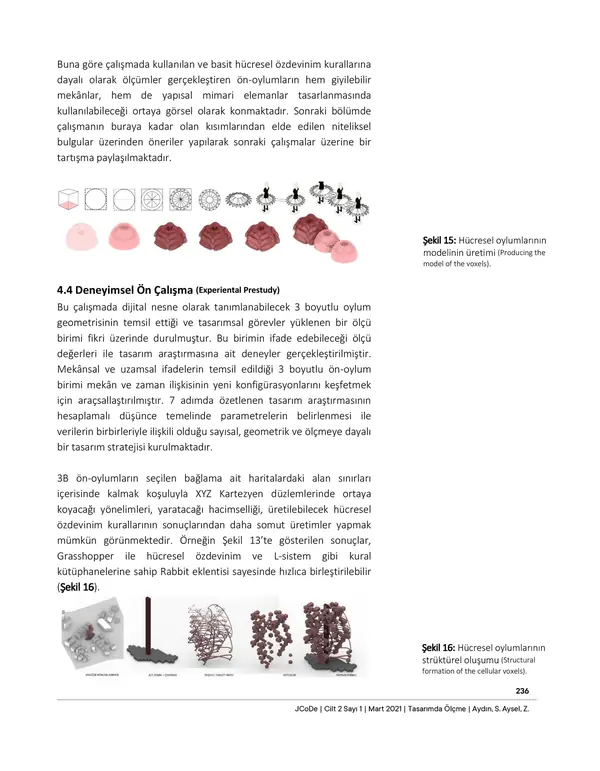 Buna göre çalışmada kullanılan ve basit hücresel özdevinim kurallarına
dayalı olarak ölçümler gerçekleştiren ön-oylumların hem giyilebilir
mekânlar, hem de yapısal mimari elemanlar tasarlanmasında
kullanılabileceği ortaya görsel olarak konmaktadır. Sonraki bölümde
çalışmanın buraya kadar olan kısımlarından elde edilen niteliksel
bulgular üzerinden öneriler yapılarak sonraki çalışmalar üzerine bir
tartışma paylaşılmaktadır.
Şekil 15: Hücresel oylumlarının
modelinin üretimi (Producing the
model of the voxels).
4.4 Deneyimsel Ön Çalışma (Experiental Prestudy)
Bu çalışmada dijital nesne olarak tanımlanabilecek 3 boyutlu oylum
geometrisinin temsil ettiği ve tasarımsal görevler yüklenen bir ölçü
birimi fikri üzerinde durulmuştur. Bu birimin ifade edebileceği ölçü
değerleri ile tasarım araştırmasına ait deneyler gerçekleştirilmiştir.
Mekânsal ve uzamsal ifadelerin temsil edildiği 3 boyutlu ön-oylum
birimi mekân ve zaman ilişkisinin yeni konfigürasyonlarını keşfetmek
için araçsallaştırılmıştır. 7 adımda özetlenen tasarım araştırmasının
hesaplamalı düşünce temelinde parametrelerin belirlenmesi ile
verilerin birbirleriyle ilişkili olduğu sayısal, geometrik ve ölçmeye dayalı
bir tasarım stratejisi kurulmaktadır.
3B ön-oylumların seçilen bağlama ait haritalardaki alan sınırları
içerisinde kalmak koşuluyla XYZ Kartezyen düzlemlerinde ortaya
koyacağı yönelimleri, yaratacağı hacimselliği, üretilebilecek hücresel
özdevinim kurallarının sonuçlarından daha somut üretimler yapmak
mümkün görünmektedir. Örneğin Şekil 13'te gösterilen sonuçlar,
Grasshopper ile hücresel özdevinim ve L-sistem gibi kural
kütüphanelerine sahip Rabbit eklentisi sayesinde hızlıca birleştirilebilir
(Şekil 16).
Şekil 16: Hücresel oylumlarının
strüktürel oluşumu (Structural
formation of the cellular voxels).
236
JCoDe | Cilt 2 Sayı 1 | Mart 2021 | Tasarımda Ölçme | Aydın, S. Aysel, Z.